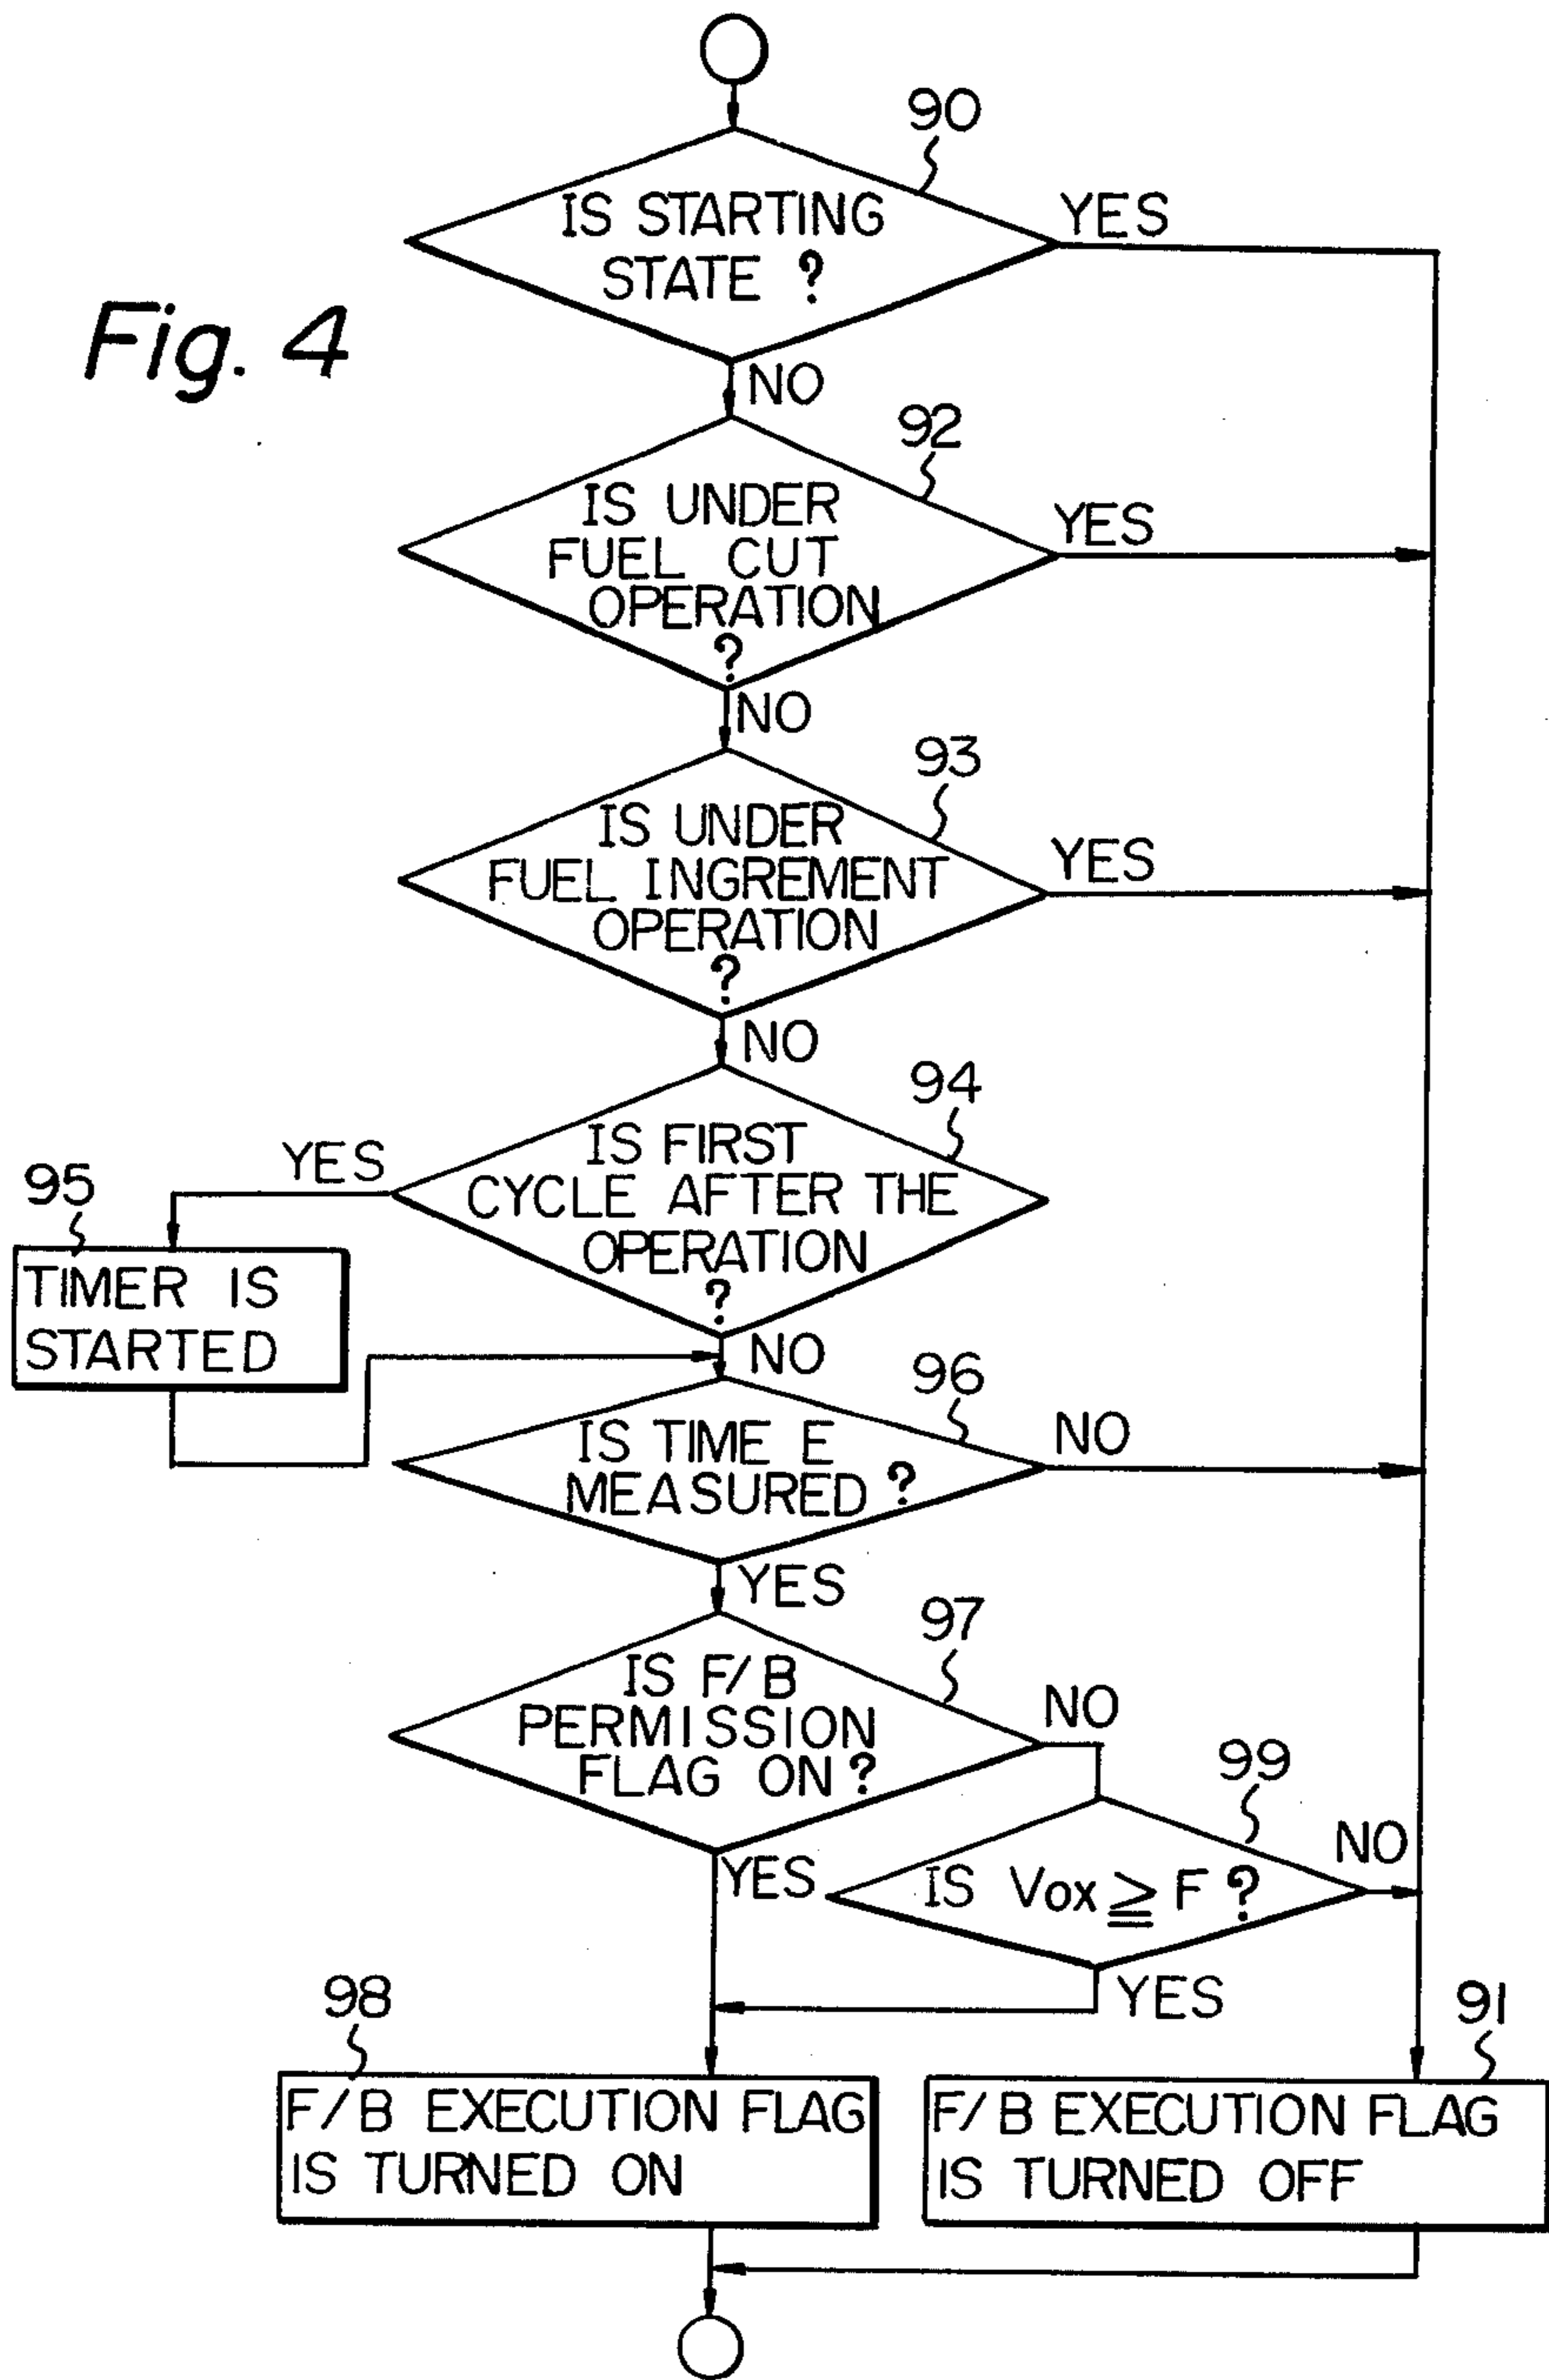 90
IS STARTING
STATE ?
YES
Fig. 4
NO
92
IS UNDER
FUEL CUT
OPERATION
?
YES
NO
93
IS UNDER
FUEL INGREMENT
OPERATION
?
YES
NO
94
IS FIRST
CYCLE AFTER THE
OPERATION
?
YES
95
TIMER IS
STARTED
NO
96
IS TIME E
MEASURED ?
NO
YES
97
IS F/B
PERMISSION
FLAG ON ?
NO
99
YES
IS Vox ≧ F ?
NO
YES
98
91
F/B EXECUTION FLAG
IS TURNED ON
F/B EXECUTION FLAG
IS TURNED OFF